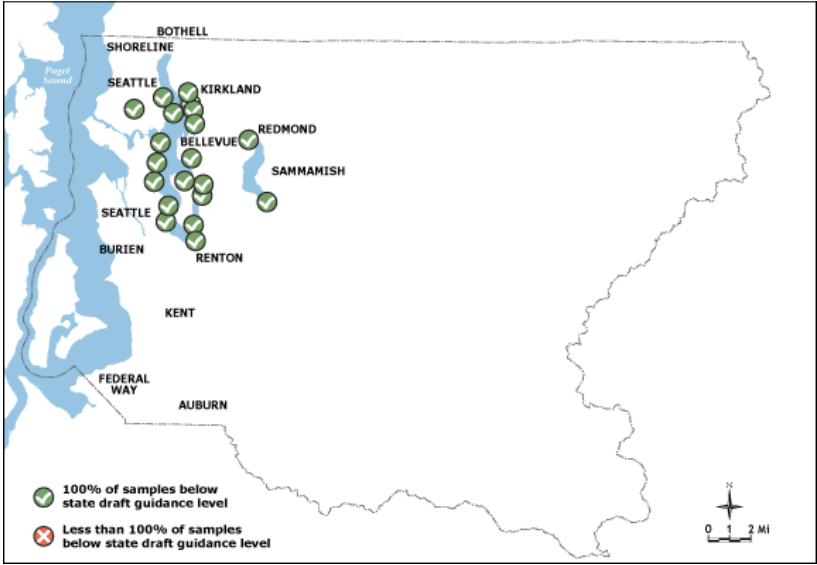 BOTHELL
SHORELINE
Puget
Sound
SEATTLE
KIRKLAND
REDMOND
BELLEVUE
SAMMAMISH
SEATTLE
BURIEN
RENTON
KENT
FEDERAL
WAY
AUBURN
100% of samples below
state draft guidance level
Less than 100% of samples
below state draft guidance level
N
0 1 2 Mi